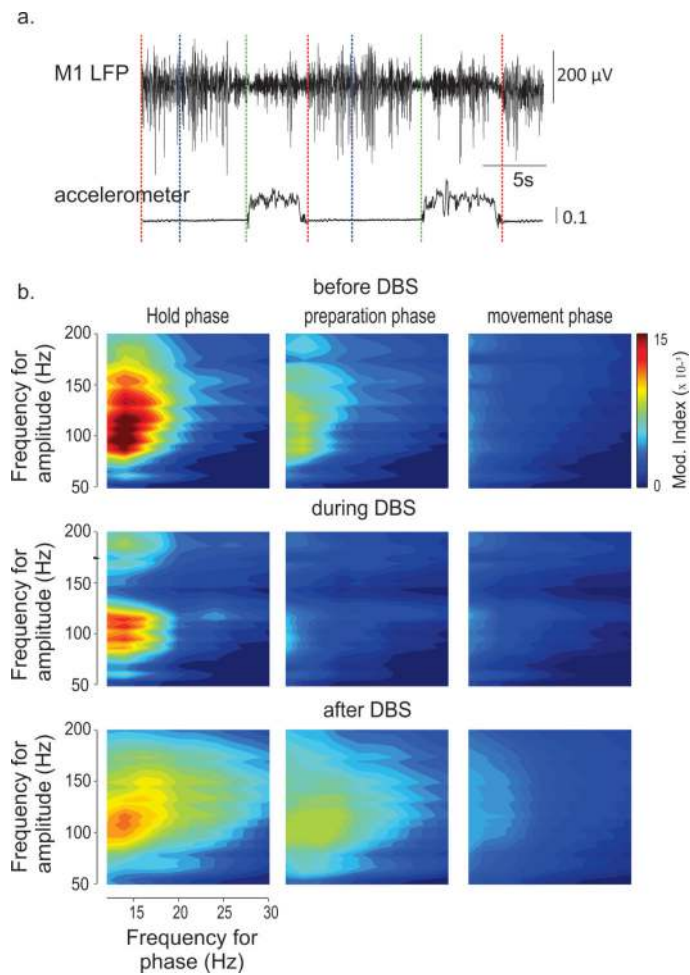 a.
M1 LFP
200 µV
5s
accelerometer
0.1
b.
before DBS
Hold phase
preparation phase
movement phase
200
150
100
50
Frequency for
amplitude (Hz)
15
0
Mod. Index (x 10⁻³)
during DBS
200
150
100
50
Frequency for
amplitude (Hz)
after DBS
200
150
100
50
Frequency for
amplitude (Hz)
15
20
25
30
Frequency for
phase (Hz)